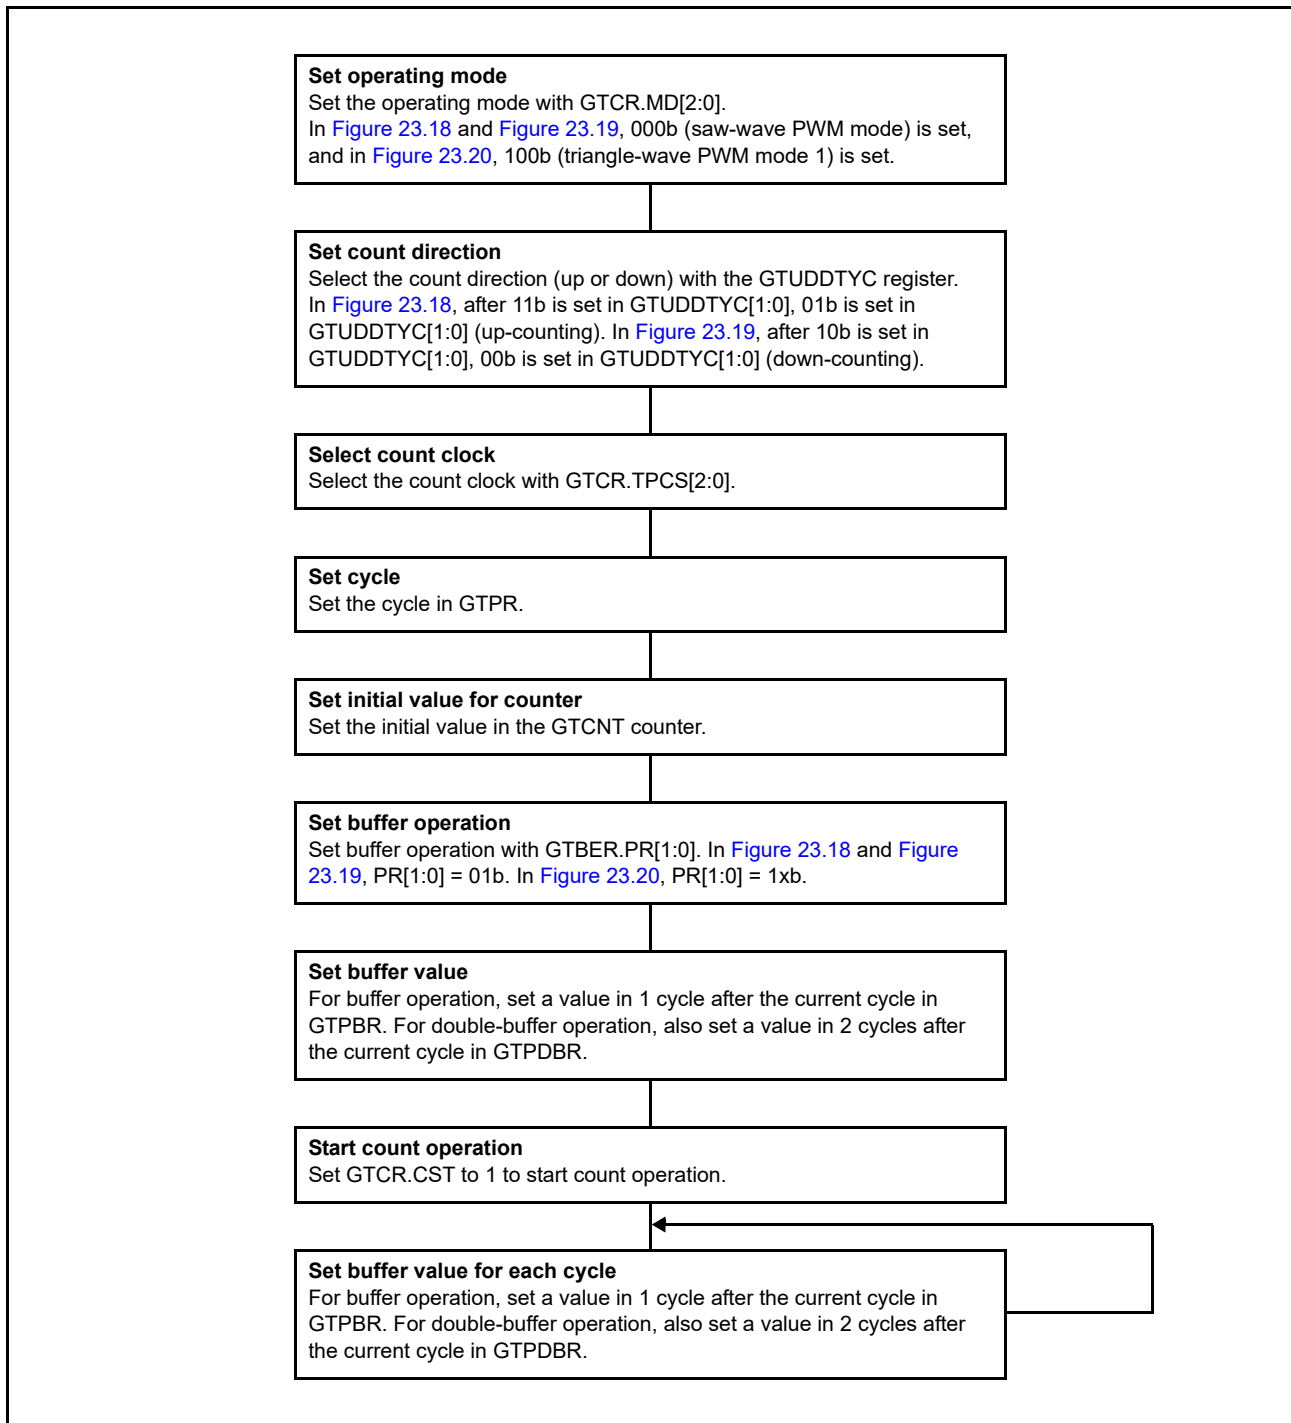 Set operating mode
Set the operating mode with GTCR.MD[2:0].
In Figure 23.18 and Figure 23.19, 000b (saw-wave PWM mode) is set,
and in Figure 23.20, 100b (triangle-wave PWM mode 1) is set.
Set count direction
Select the count direction (up or down) with the GTUDDTYC register.
In Figure 23.18, after 11b is set in GTUDDTYC[1:0], 01b is set in
GTUDDTYC[1:0] (up-counting). In Figure 23.19, after 10b is set in
GTUDDTYC[1:0], 00b is set in GTUDDTYC[1:0] (down-counting).
Select count clock
Select the count clock with GTCR.TPCS[2:0].
Set cycle
Set the cycle in GTPR.
Set initial value for counter
Set the initial value in the GTCNT counter.
Set buffer operation
Set buffer operation with GTBER.PR[1:0]. In Figure 23.18 and Figure
23.19, PR[1:0] = 01b. In Figure 23.20, PR[1:0] = 1xb.
Set buffer value
For buffer operation, set a value in 1 cycle after the current cycle in
GTPBR. For double-buffer operation, also set a value in 2 cycles after
the current cycle in GTPDBR.
Start count operation
Set GTCR.CST to 1 to start count operation.
Set buffer value for each cycle
For buffer operation, set a value in 1 cycle after the current cycle in
GTPBR. For double-buffer operation, also set a value in 2 cycles after
the current cycle in GTPDBR.